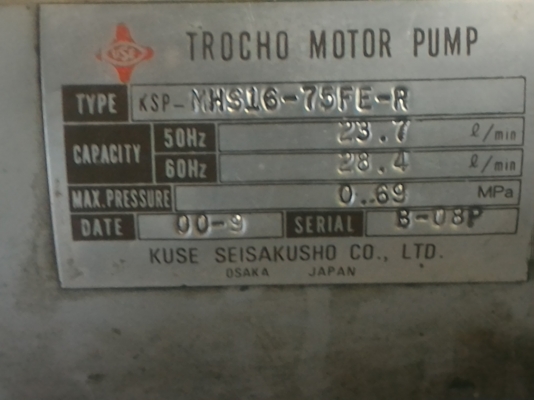 KSK
TROCHO MOTOR PUMP
TYPE KSP-MHS16-75FE-R
CAPACITY 50Hz 23.7 ℓ/min
60Hz 28.4 ℓ/min
MAX. PRESSURE 0.69 MPa
DATE 00-9 SERIAL B-08P
KUSE SEISAKUSHO CO., LTD.
OSAKA JAPAN